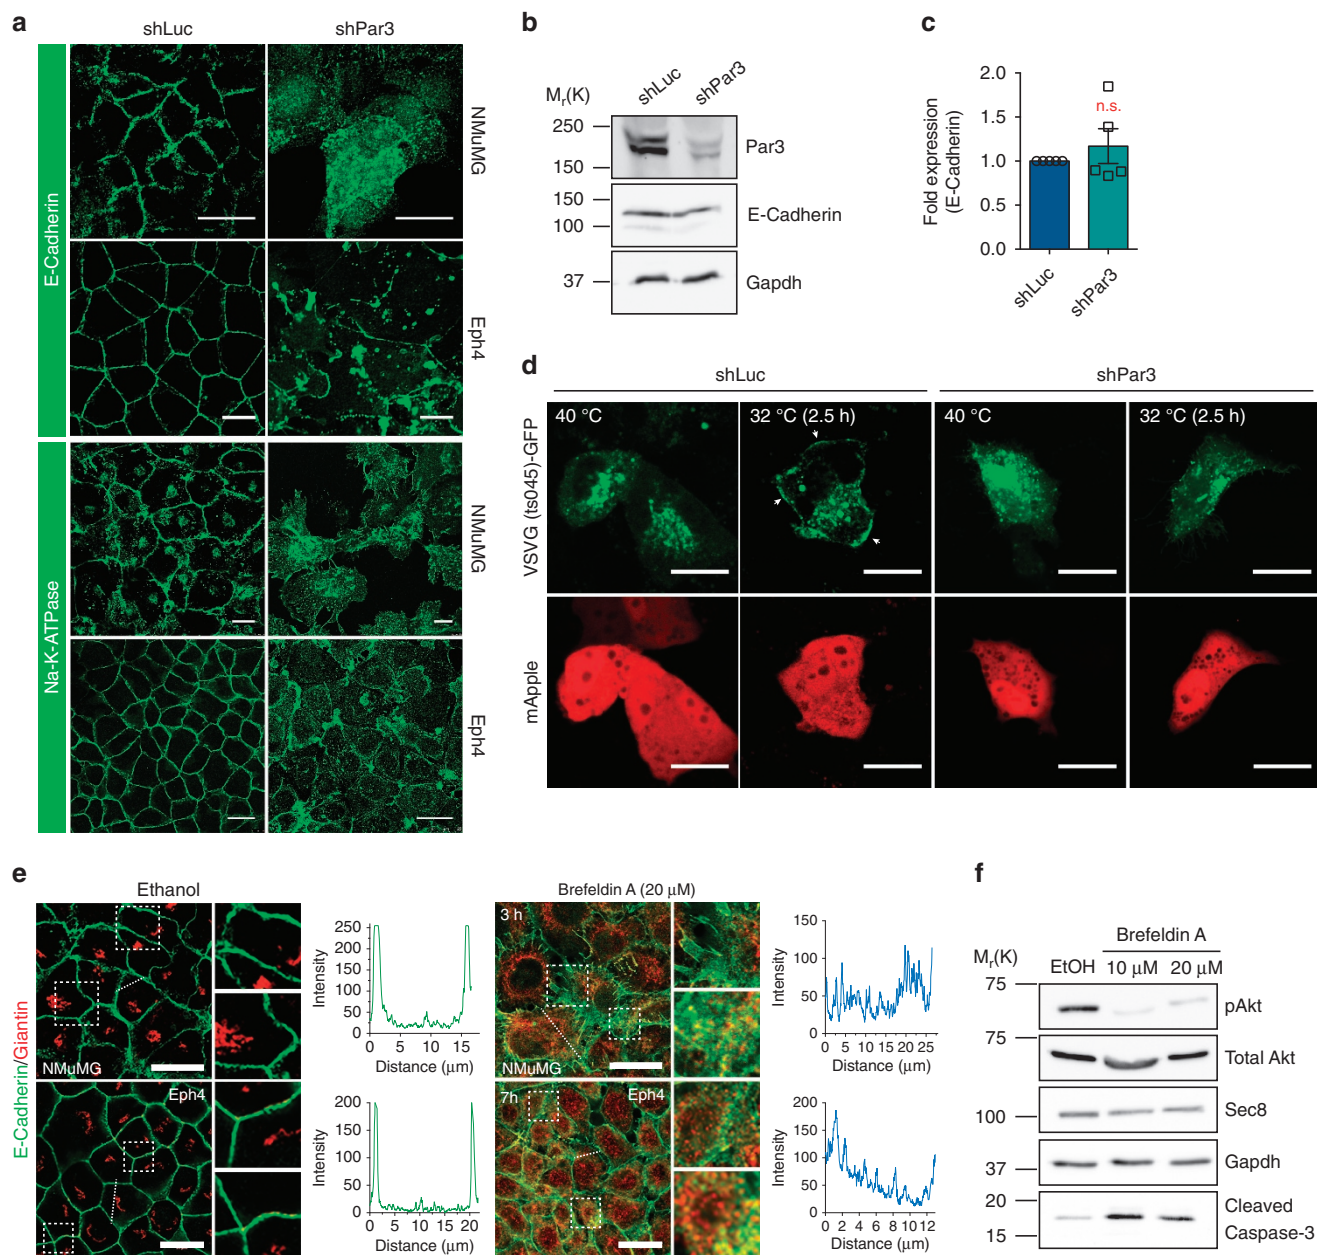 a
shLuc
shPar3
E-Cadherin
NMuMG
Eph4
Na-K-ATPase
NMuMG
Eph4
b
Mr(K)
shLuc
shPar3
250
150
Par3
150
100
E-Cadherin
37
Gapdh
c
Fold expression
(E-Cadherin)
2.0
1.5
1.0
0.5
0.0
n.s.
shLuc
shPar3
d
shLuc
shPar3
40 °C
32 °C (2.5 h)
40 °C
32 °C (2.5 h)
VSVG (ts045)-GFP
mApple
e
Ethanol
Brefeldin A (20 μM)
E-Cadherin/Giantin
NMuMG
Eph4
Intensity
250
200
150
100
50
0
0 5 10 15
Distance (μm)
Intensity
200
150
100
50
0
0 5 10 15 20
Distance (μm)
3 h
NMuMG
7h
Eph4
Intensity
150
100
50
0
0 5 10 15 20 25
Distance (μm)
Intensity
200
150
100
50
0
0 2 4 6 8 10 12
Distance (μm)
f
Brefeldin A
Mr(K)
EtOH
10 μM
20 μM
75
pAkt
75
Total Akt
100
Sec8
37
Gapdh
20
15
Cleaved
Caspase-3